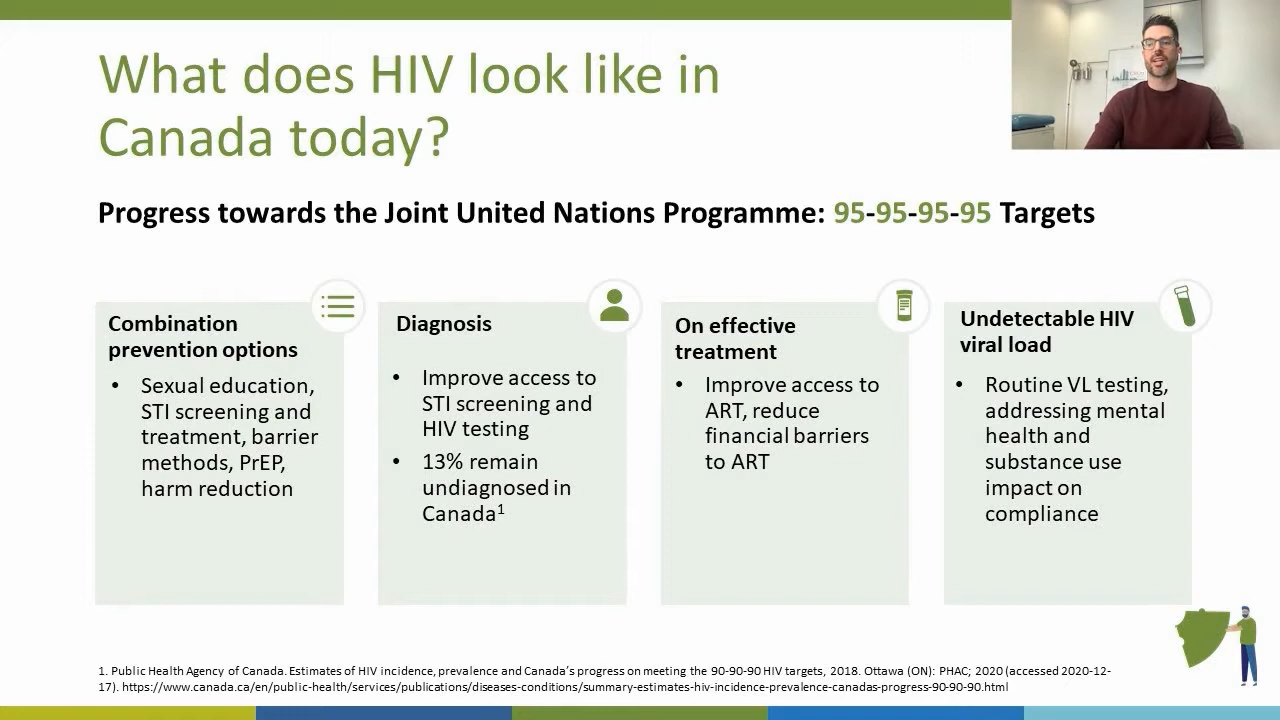 What does HIV look like in
Canada today?
Progress towards the Joint United Nations Programme: 95-95-95-95 Targets
Combination
prevention options
• Sexual education,
STI screening and
treatment, barrier
methods, PrEP,
harm reduction
Diagnosis
• Improve access to
STI screening and
HIV testing
• 13% remain
undiagnosed in
Canada1
On effective
treatment
• Improve access to
ART, reduce
financial barriers
to ART
Undetectable HIV
viral load
• Routine VL testing,
addressing mental
health and
substance use
impact on
compliance
1. Public Health Agency of Canada. Estimates of HIV incidence, prevalence and Canada's progress on meeting the 90-90-90 HIV targets, 2018. Ottawa (ON): PHAC; 2020 (accessed 2020-12-
17). https://www.canada.ca/en/public-health/services/publications/diseases-conditions/summary-estimates-hiv-incidence-prevalence-canadas-progress-90-90-90.html